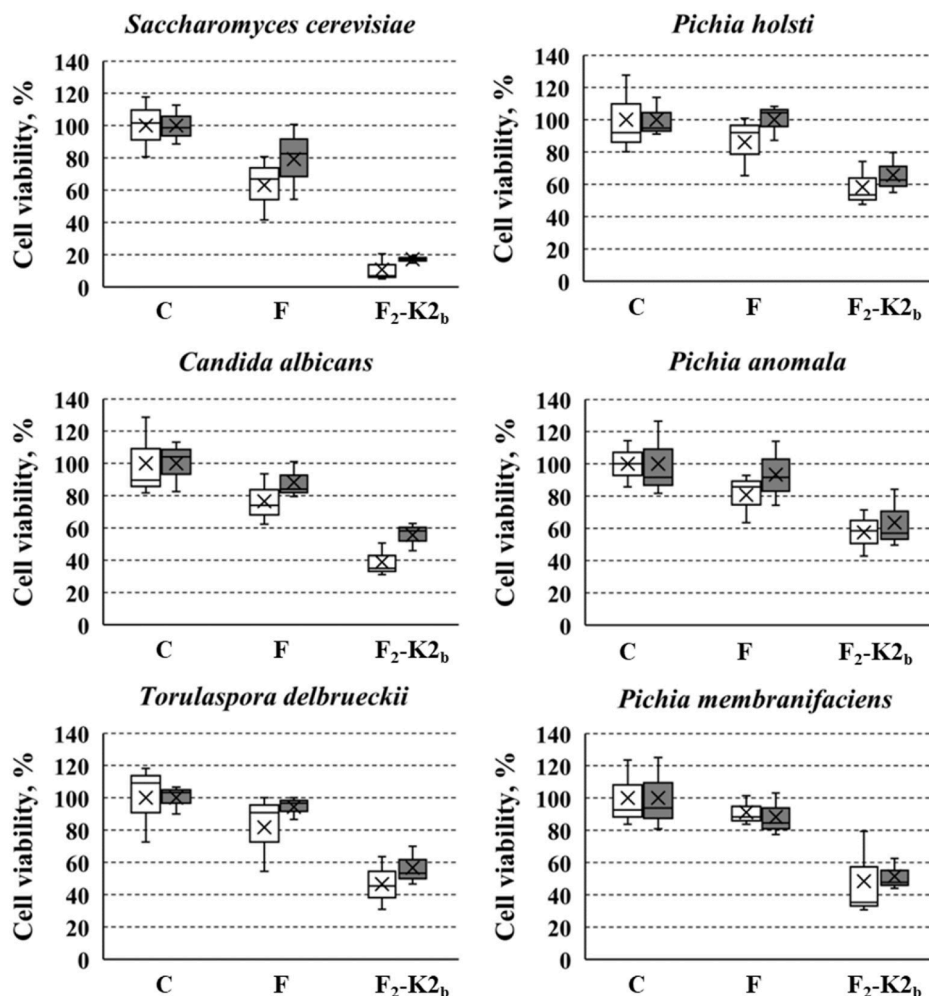 Saccharomyces cerevisiae
Cell viability, %
140
120
100
80
60
40
20
0
C F F₂-K2b
Pichia holsti
Cell viability, %
140
120
100
80
60
40
20
0
C F F₂-K2b
Candida albicans
Cell viability, %
140
120
100
80
60
40
20
0
C F F₂-K2b
Pichia anomala
Cell viability, %
140
120
100
80
60
40
20
0
C F F₂-K2b
Torulaspora delbrueckii
Cell viability, %
140
120
100
80
60
40
20
0
C F F₂-K2b
Pichia membranifaciens
Cell viability, %
140
120
100
80
60
40
20
0
C F F₂-K2b